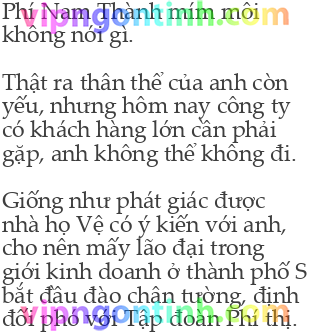 Phí Nam Thành mím môi
vipngontinh.com
không nói gì.
Thật ra thân thể của anh còn
yếu, nhưng hôm nay công ty
có khách hàng lớn cần phải
gặp, anh không thể không đi.
Giống như phát giác được
nhà họ Vệ có ý kiến với anh,
cho nên mấy lão đại trong
giới kinh doanh ở thành phố S
bắt đầu đào chân tường, định
đối phó với Tập đoàn Phí thị.
vipngontinh.com